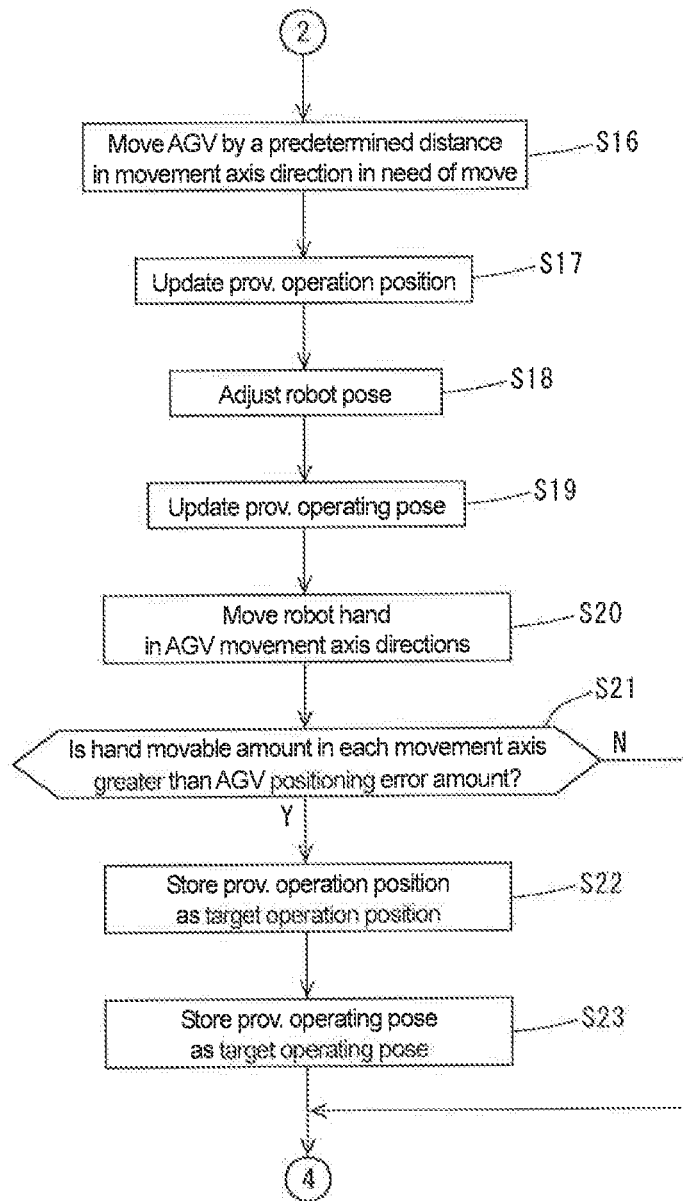 2
Move AGV by a predetermined distance
in movement axis direction in need of move
S16
Update prov. operation position
S17
Adjust robot pose
S18
Update prov. operating pose
S19
Move robot hand
in AGV movement axis directions
S20
S21
Is hand movable amount in each movement axis
greater than AGV positioning error amount?
N
Y
Store prov. operation position
as target operation position
S22
Store prov. operating pose
as target operating pose
S23
4